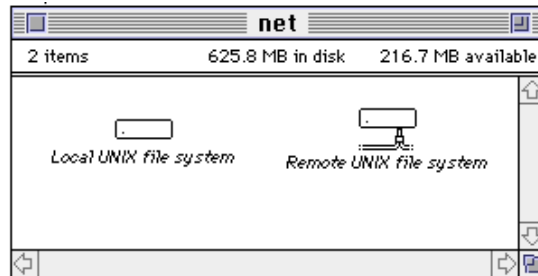 net
2 items 625.8 MB in disk 216.7 MB available
Local UNIX file system
Remote UNIX file system